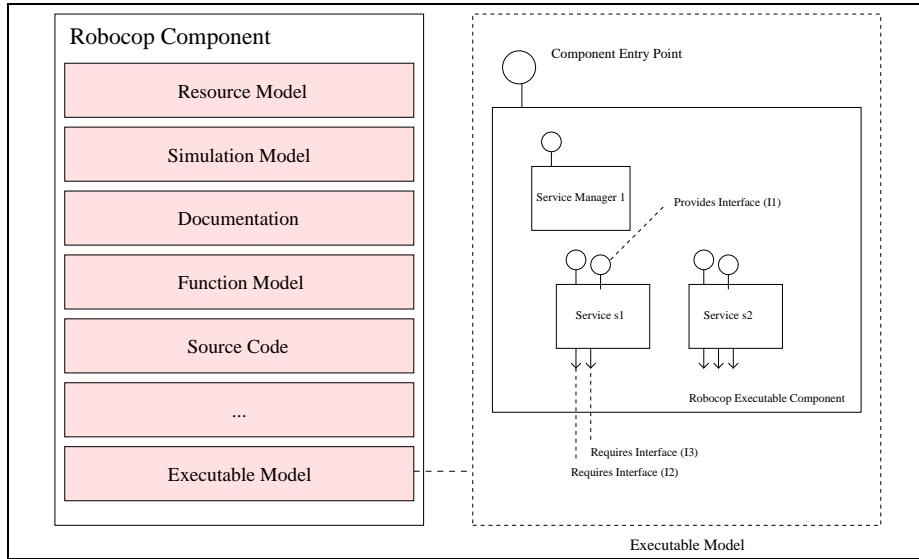 Robocop Component
Resource Model
Simulation Model
Documentation
Function Model
Source Code
...
Executable Model
Component Entry Point
Service Manager 1
Provides Interface (I1)
Service s1
Service s2
Robocop Executable Component
Requires Interface (I3)
Requires Interface (I2)
Executable Model